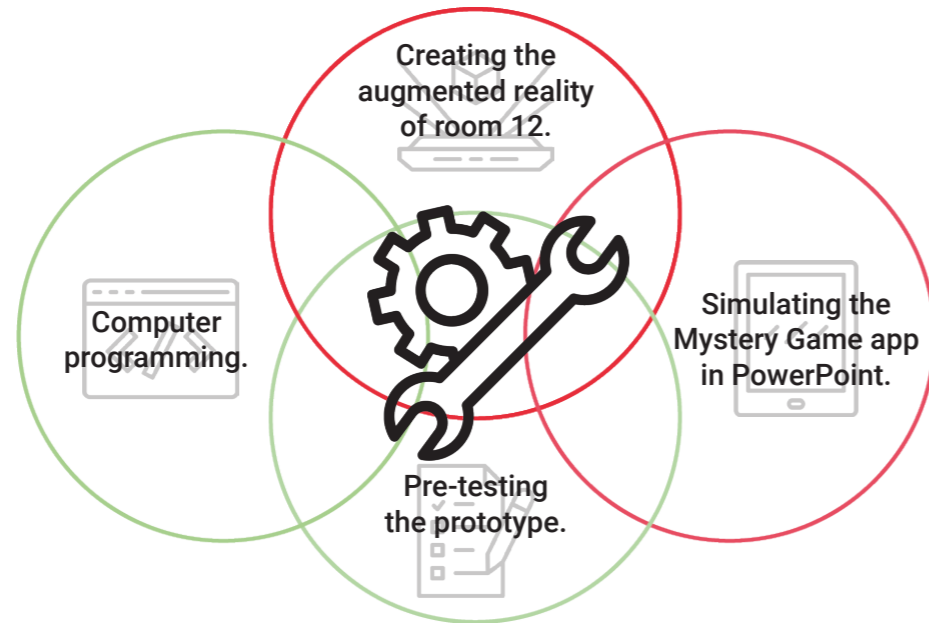 Creating the
augmented reality
of room 12.
Computer
programming.
Simulating the
Mystery Game app
in PowerPoint.
Pre-testing
the prototype.